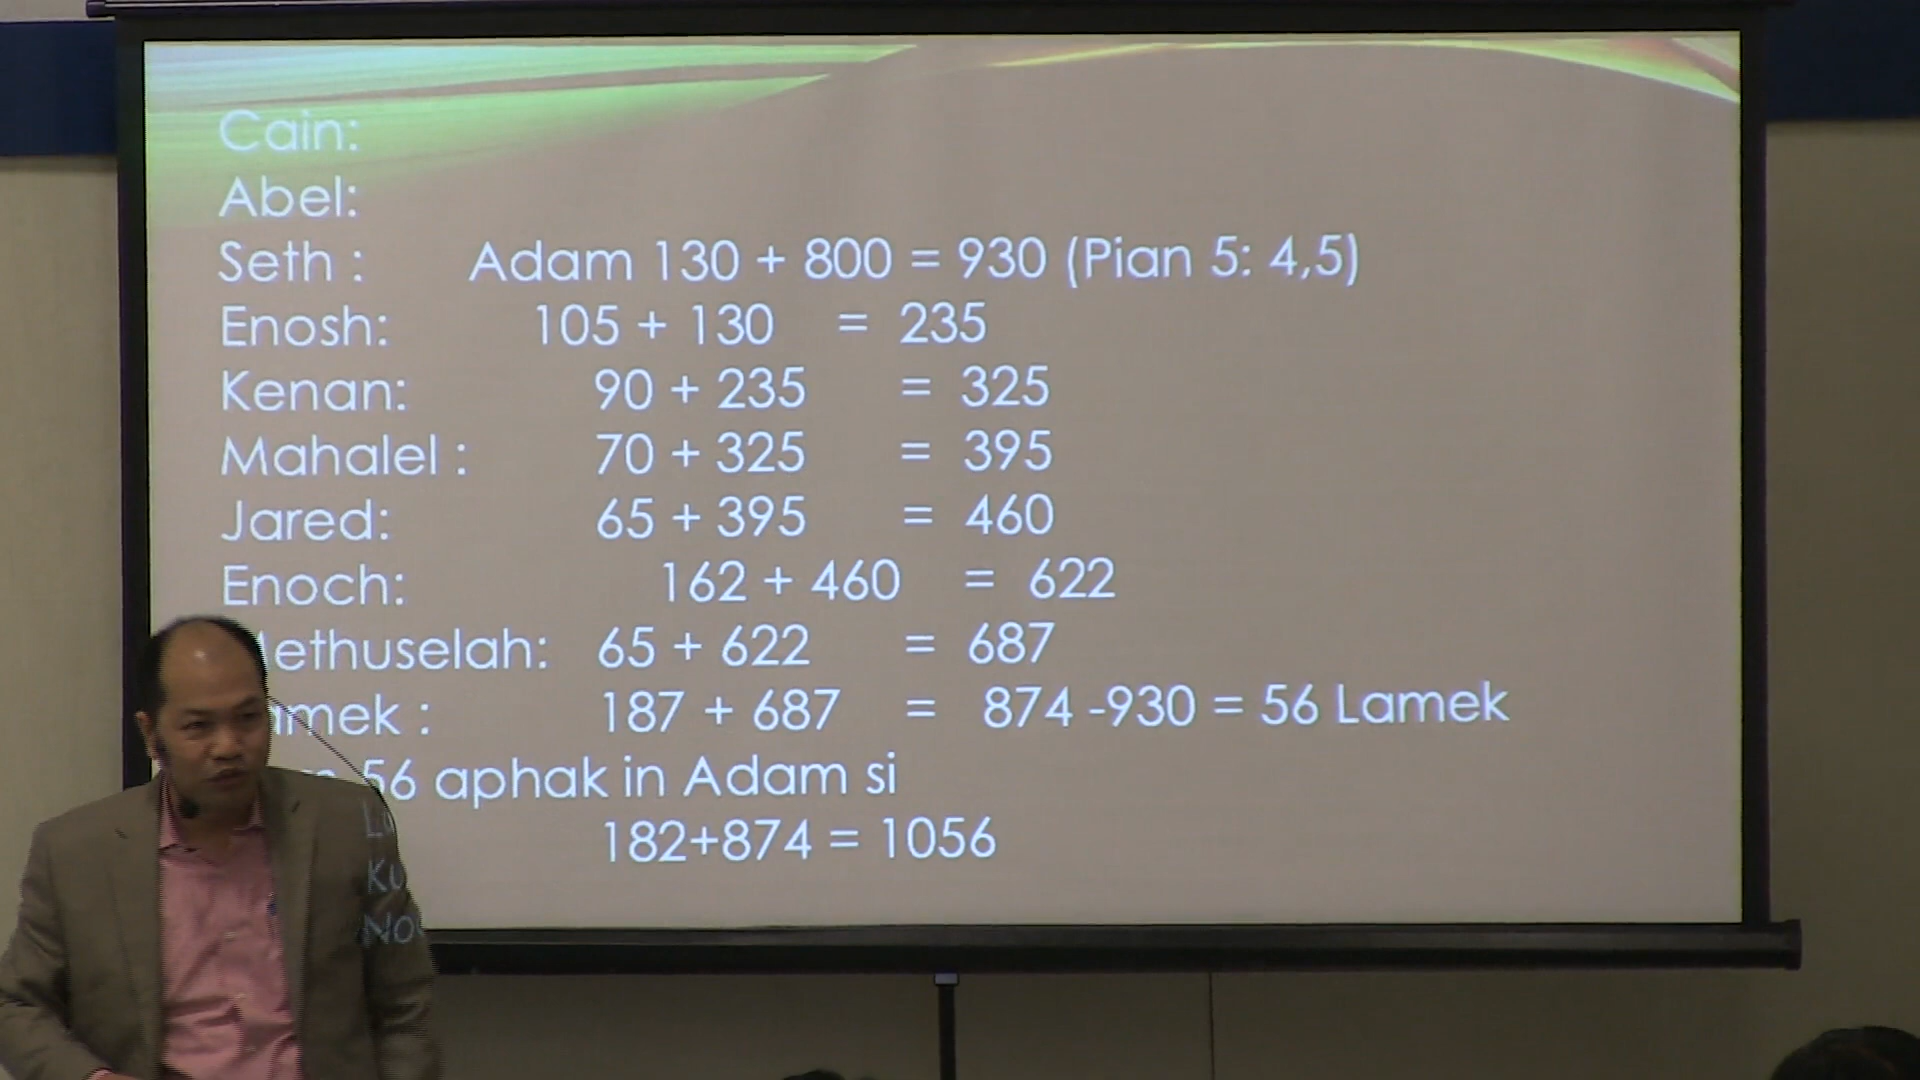 Cain:
Abel:
Seth : Adam 130 + 800 = 930 (Pian 5: 4,5)
Enosh: 105 + 130 = 235
Kenan: 90 + 235 = 325
Mahalel : 70 + 325 = 395
Jared: 65 + 395 = 460
Enoch: 162 + 460 = 622
ethuselah: 65 + 622 = 687
amek : 187 + 687 = 874 -930 = 56 Lamek
56 aphak in Adam si
182+874 = 1056